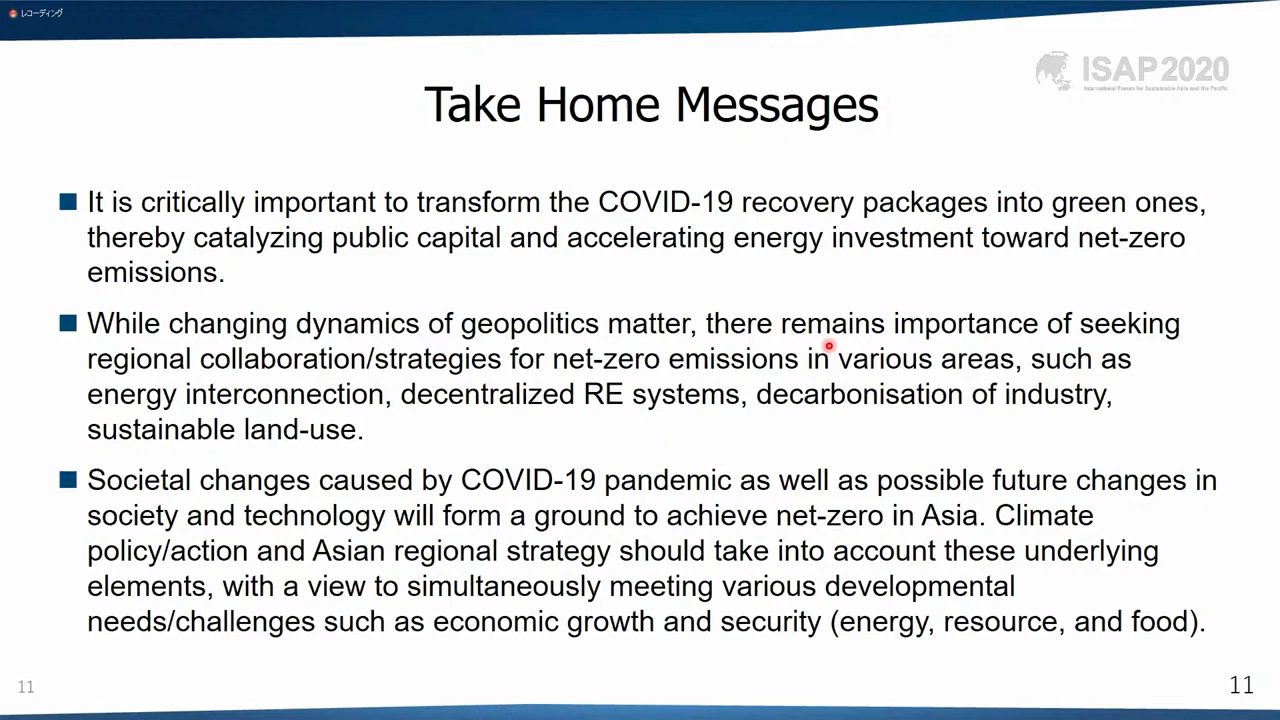 レコーディング
ISAP 2020
International Forum for Sustainable Asia and the Pacific
Take Home Messages
It is critically important to transform the COVID-19 recovery packages into green ones,
thereby catalyzing public capital and accelerating energy investment toward net-zero
emissions.
While changing dynamics of geopolitics matter, there remains importance of seeking
regional collaboration/strategies for net-zero emissions in various areas, such as
energy interconnection, decentralized RE systems, decarbonisation of industry,
sustainable land-use.
Societal changes caused by COVID-19 pandemic as well as possible future changes in
society and technology will form a ground to achieve net-zero in Asia. Climate
policy/action and Asian regional strategy should take into account these underlying
elements, with a view to simultaneously meeting various developmental
needs/challenges such as economic growth and security (energy, resource, and food).
11
11